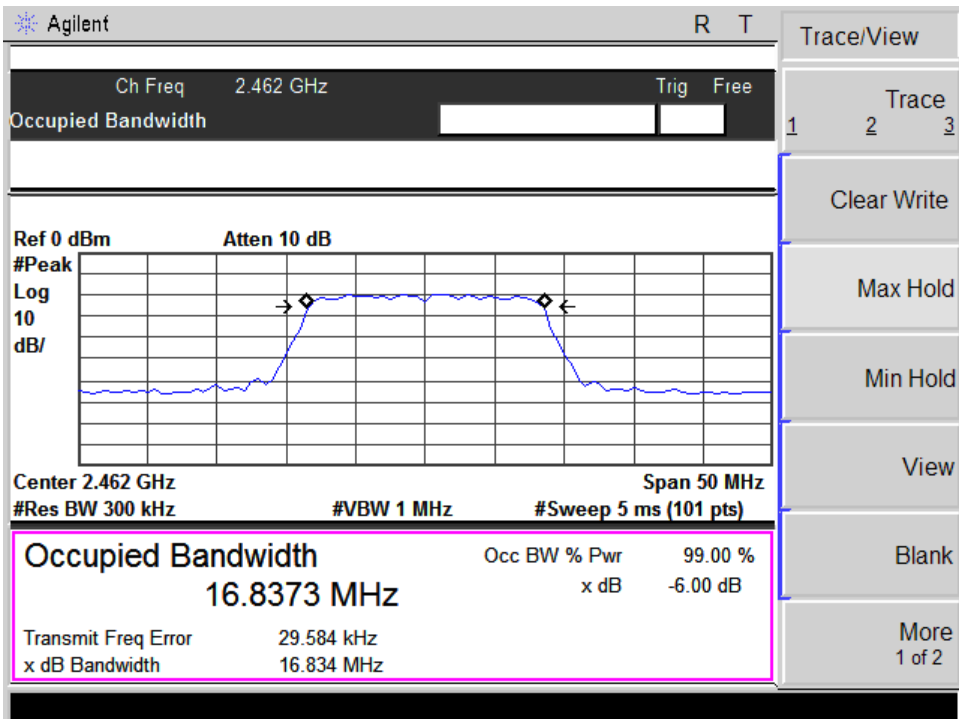 Agilent R T
Trace/View
Ch Freq 2.462 GHz Trig Free
Occupied Bandwidth
Trace
1 2 3
Clear Write
Max Hold
Min Hold
View
Blank
More
1 of 2
Ref 0 dBm Atten 10 dB
#Peak
Log
10
dB/
Center 2.462 GHz Span 50 MHz
#Res BW 300 kHz #VBW 1 MHz #Sweep 5 ms (101 pts)
Occupied Bandwidth Occ BW % Pwr 99.00 %
16.8373 MHz x dB -6.00 dB
Transmit Freq Error 29.584 kHz
x dB Bandwidth 16.834 MHz